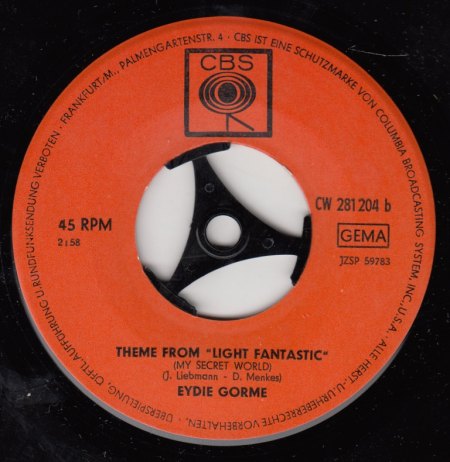 FRANKFURT/M., PALMENGARTENSTR. 4 · CBS IST EINE SCHUTZMARKE VON COLUMBIA BROADCASTING SYSTEM, INC., U.S.A. · ALLE HERST.-U.URHEBERRECHTE VORBEHALTEN · ÜBERSPIELUNG, ÖFFTL.AUFFÜHRUNG U.RUNDFUNKSENDUNG VERBOTEN ·
CBS
45 RPM
2:58
CW 281 204 b
GEMA
JZSP 59783
THEME FROM "LIGHT FANTASTIC"
(MY SECRET WORLD)
(J. Liebmann - D. Menkes)
EYDIE GORME